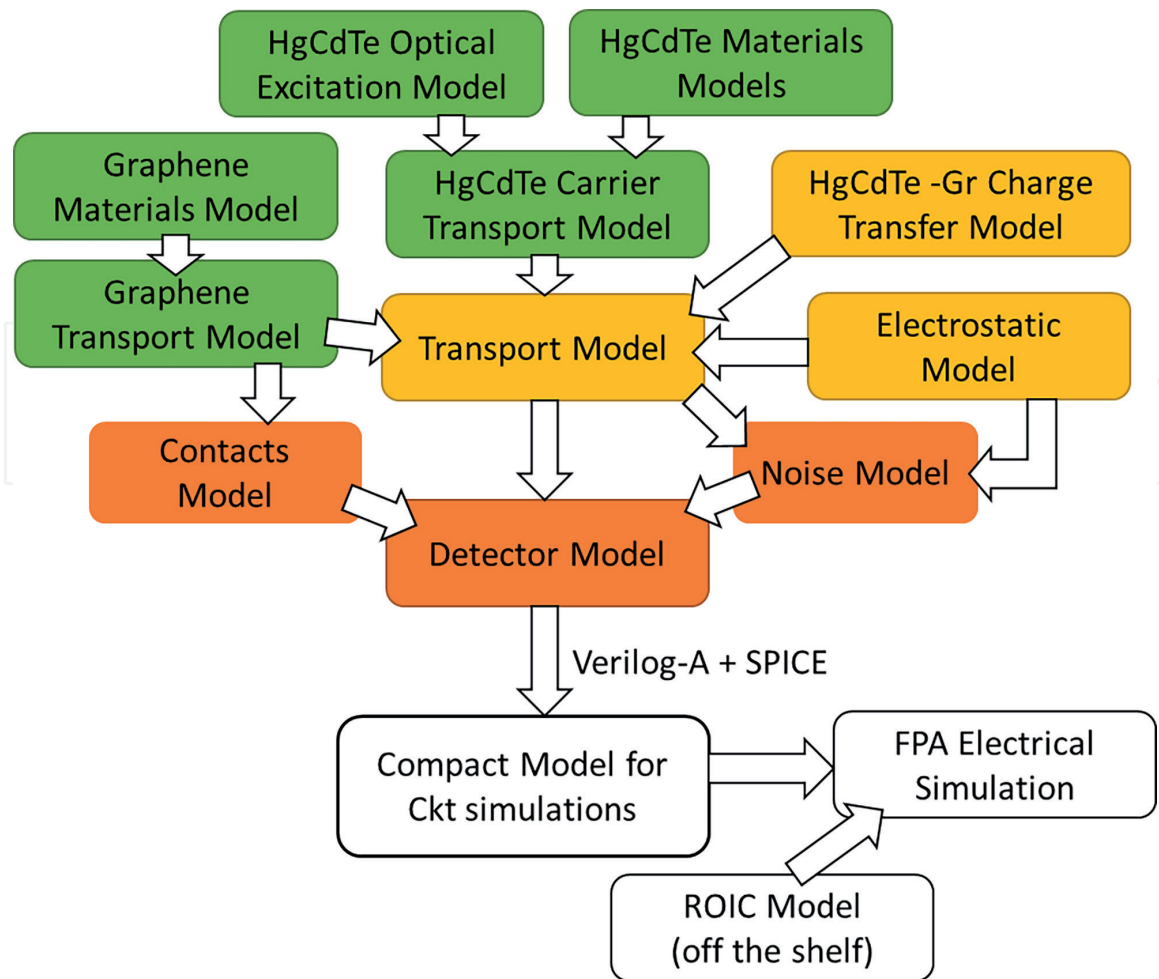 HgCdTe Optical
Excitation Model
HgCdTe Materials
Models
Graphene
Materials Model
HgCdTe Carrier
Transport Model
HgCdTe -Gr Charge
Transfer Model
Graphene
Transport Model
Transport Model
Electrostatic
Model
Contacts
Model
Noise Model
Detector Model
Verilog-A + SPICE
Compact Model for
Ckt simulations
FPA Electrical
Simulation
ROIC Model
(off the shelf)